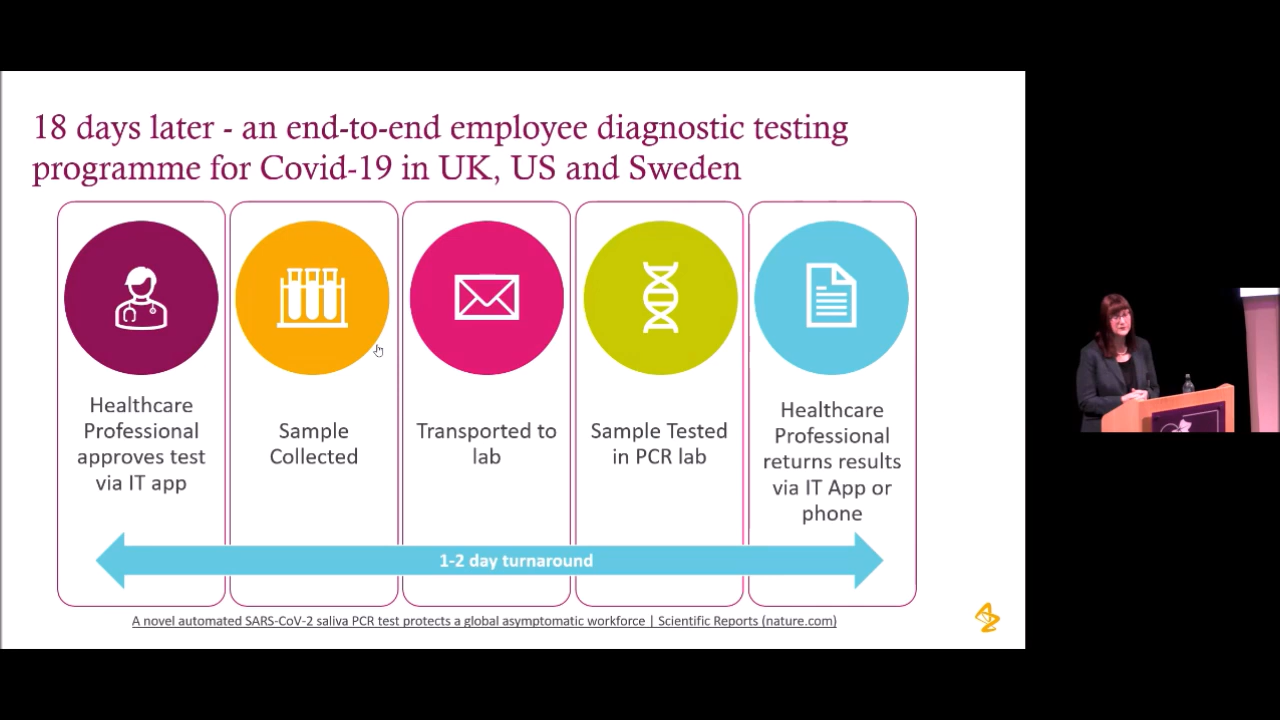 18 days later - an end-to-end employee diagnostic testing
programme for Covid-19 in UK, US and Sweden
Healthcare
Professional
approves test
via IT app
Sample
Collected
Transported to
lab
Sample Tested
in PCR lab
Healthcare
Professional
returns results
via IT App or
phone
1-2 day turnaround
A novel automated SARS-CoV-2 saliva PCR test protects a global asymptomatic workforce | Scientific Reports (nature.com)